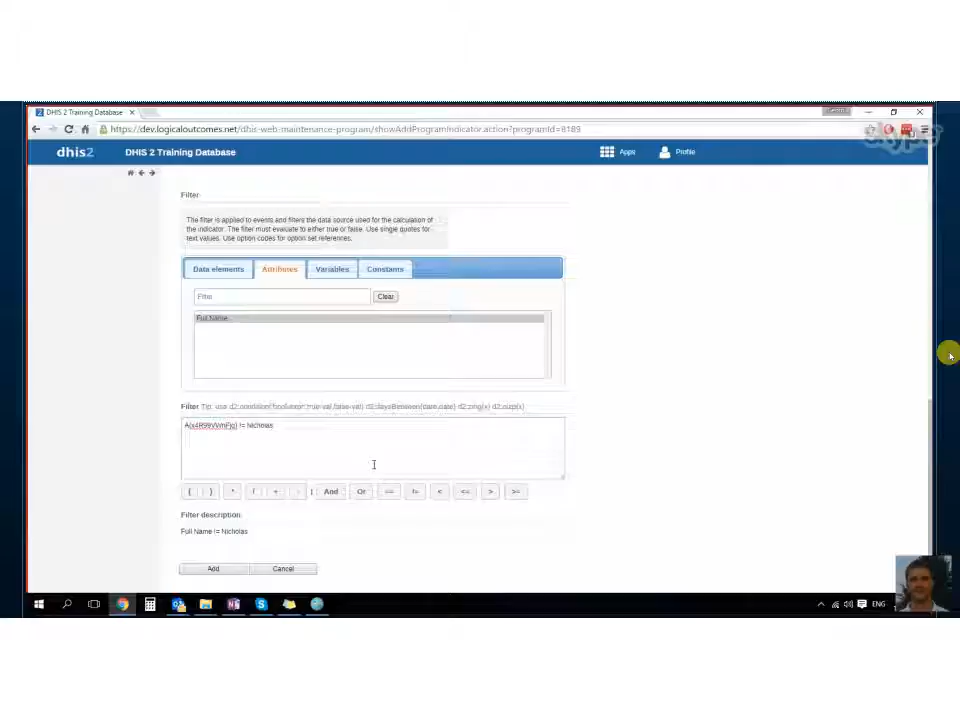 DHIS 2 Training Database
https://dev.logicaloutcomes.net/dhis-web-maintenance-program/showAddProgramIndicator.action?programId=8189
skype
dhis2 DHIS 2 Training Database Apps Profile
Filter
The filter is applied to events and filters the data source used for the calculation of
the indicator. The filter must evaluate to either true or false. Use single quotes for
text values. Use option codes for option set references.
Data elements Attributes Variables Constants
Filter Clear
Full Name
Filter Tip: use
!= Nicholas
( ) * / + - | And Or == != < <= > >=
Filter description
Full Name != Nicholas
Add Cancel
ENG